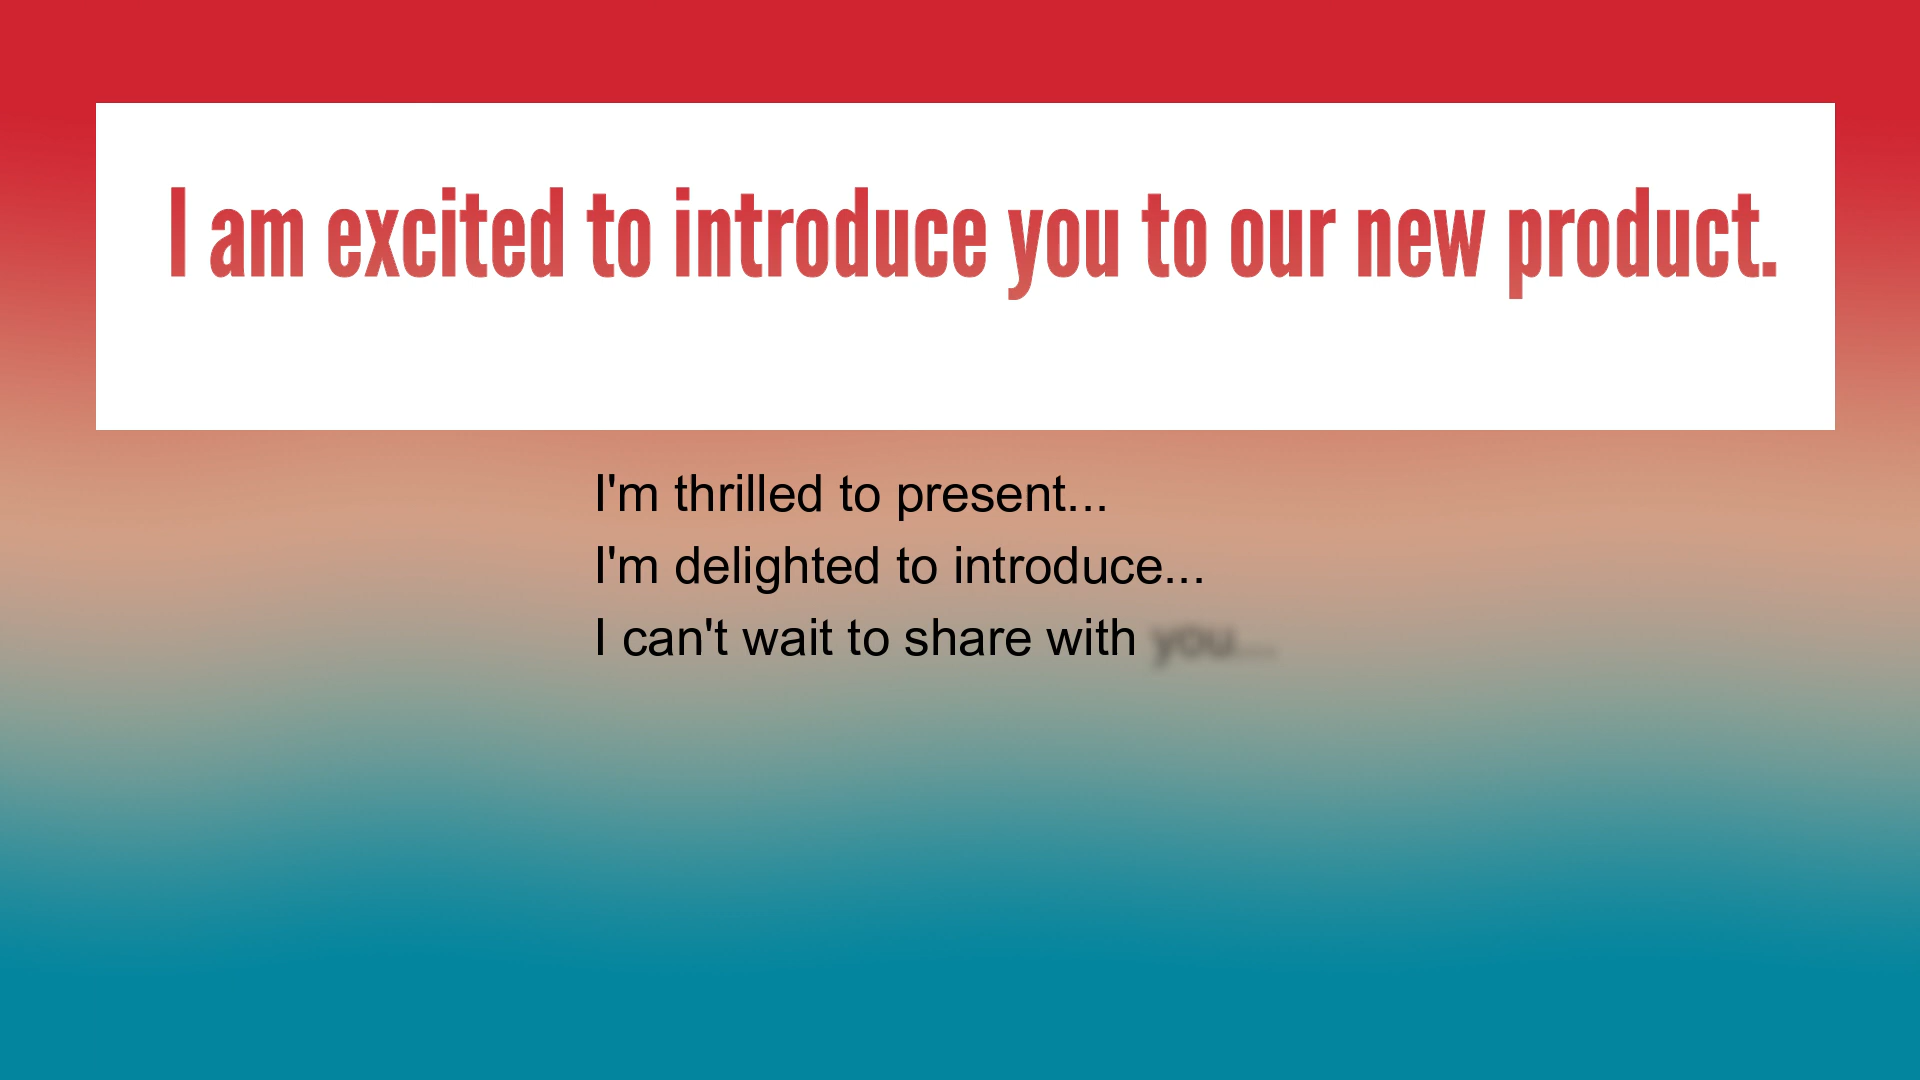 I am excited to introduce you to our new product.
I'm thrilled to present...
I'm delighted to introduce...
I can't wait to share with you...